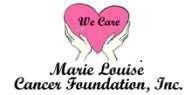 We Care
Marie Louise
Cancer Foundation, Inc.